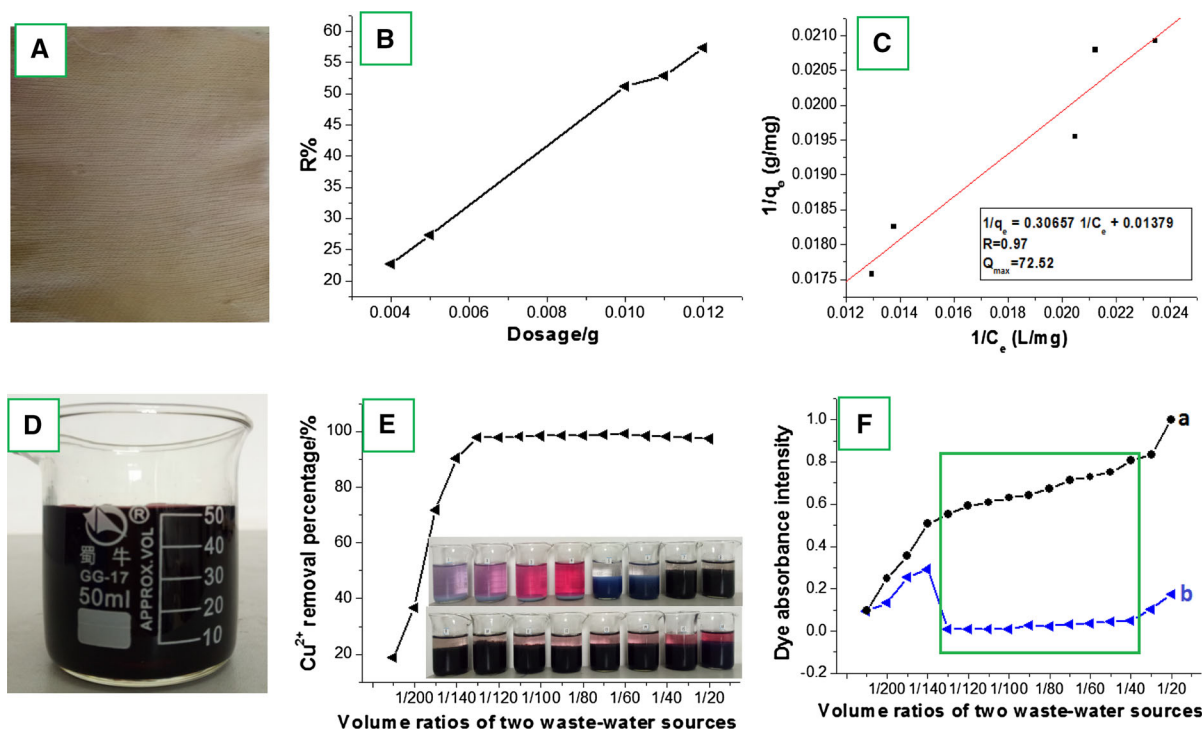 A
B
R%
60
55
50
45
40
35
30
25
20
0.004
0.006
0.008
0.010
0.012
Dosage/g
C
1/qe (g/mg)
0.0210
0.0205
0.0200
0.0195
0.0190
0.0185
0.0180
0.0175
1/qe = 0.30657 1/Ce + 0.01379
R=0.97
Qmax=72.52
0.012
0.014
0.016
0.018
0.020
0.022
0.024
1/Ce (L/mg)
D
®
蜀 牛
GG-17
50ml
APPROX.VOL
50
40
30
20
10
E
Cu2+ removal percentage/%
100
80
60
40
20
1/200
1/140
1/120
1/100
1/80
1/60
1/40
1/20
Volume ratios of two waste-water sources
F
Dye absorbance intensity
1.0
0.8
0.6
0.4
0.2
0.0
-0.2
a
b
1/200
1/140
1/120
1/100
1/80
1/60
1/40
1/20
Volume ratios of two waste-water sources